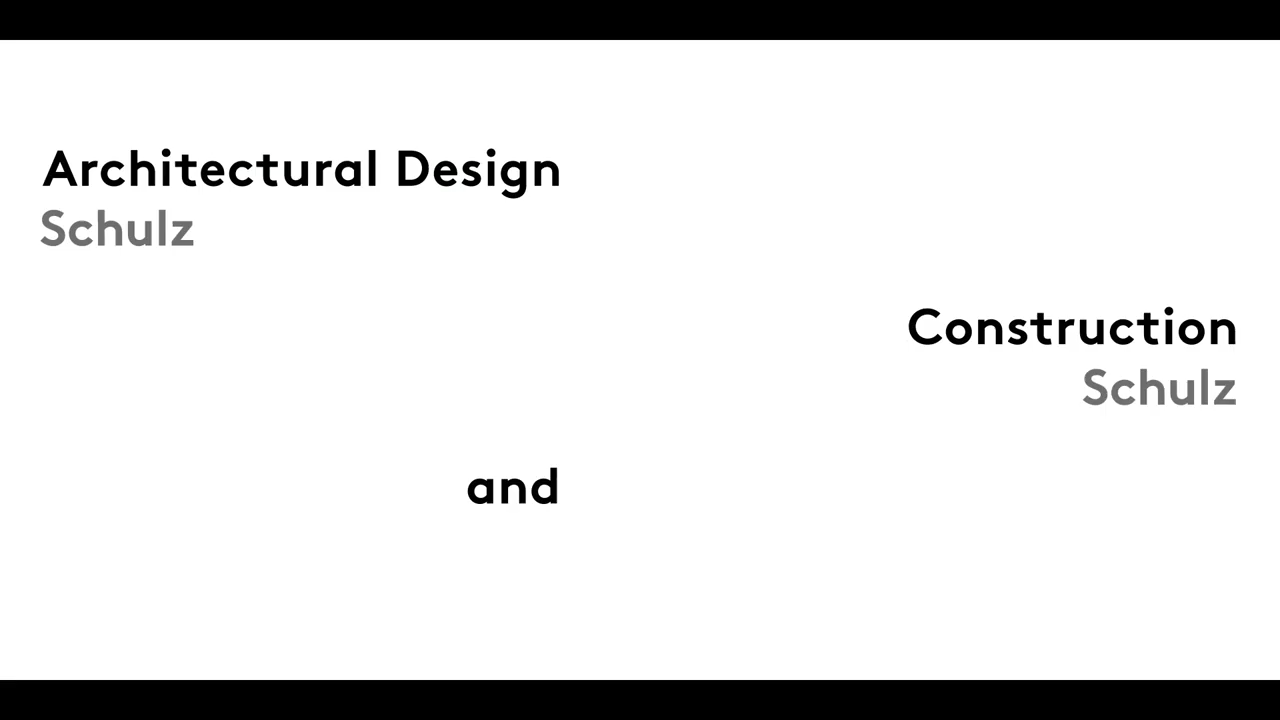 Architectural Design
Schulz
Construction
Schulz
and